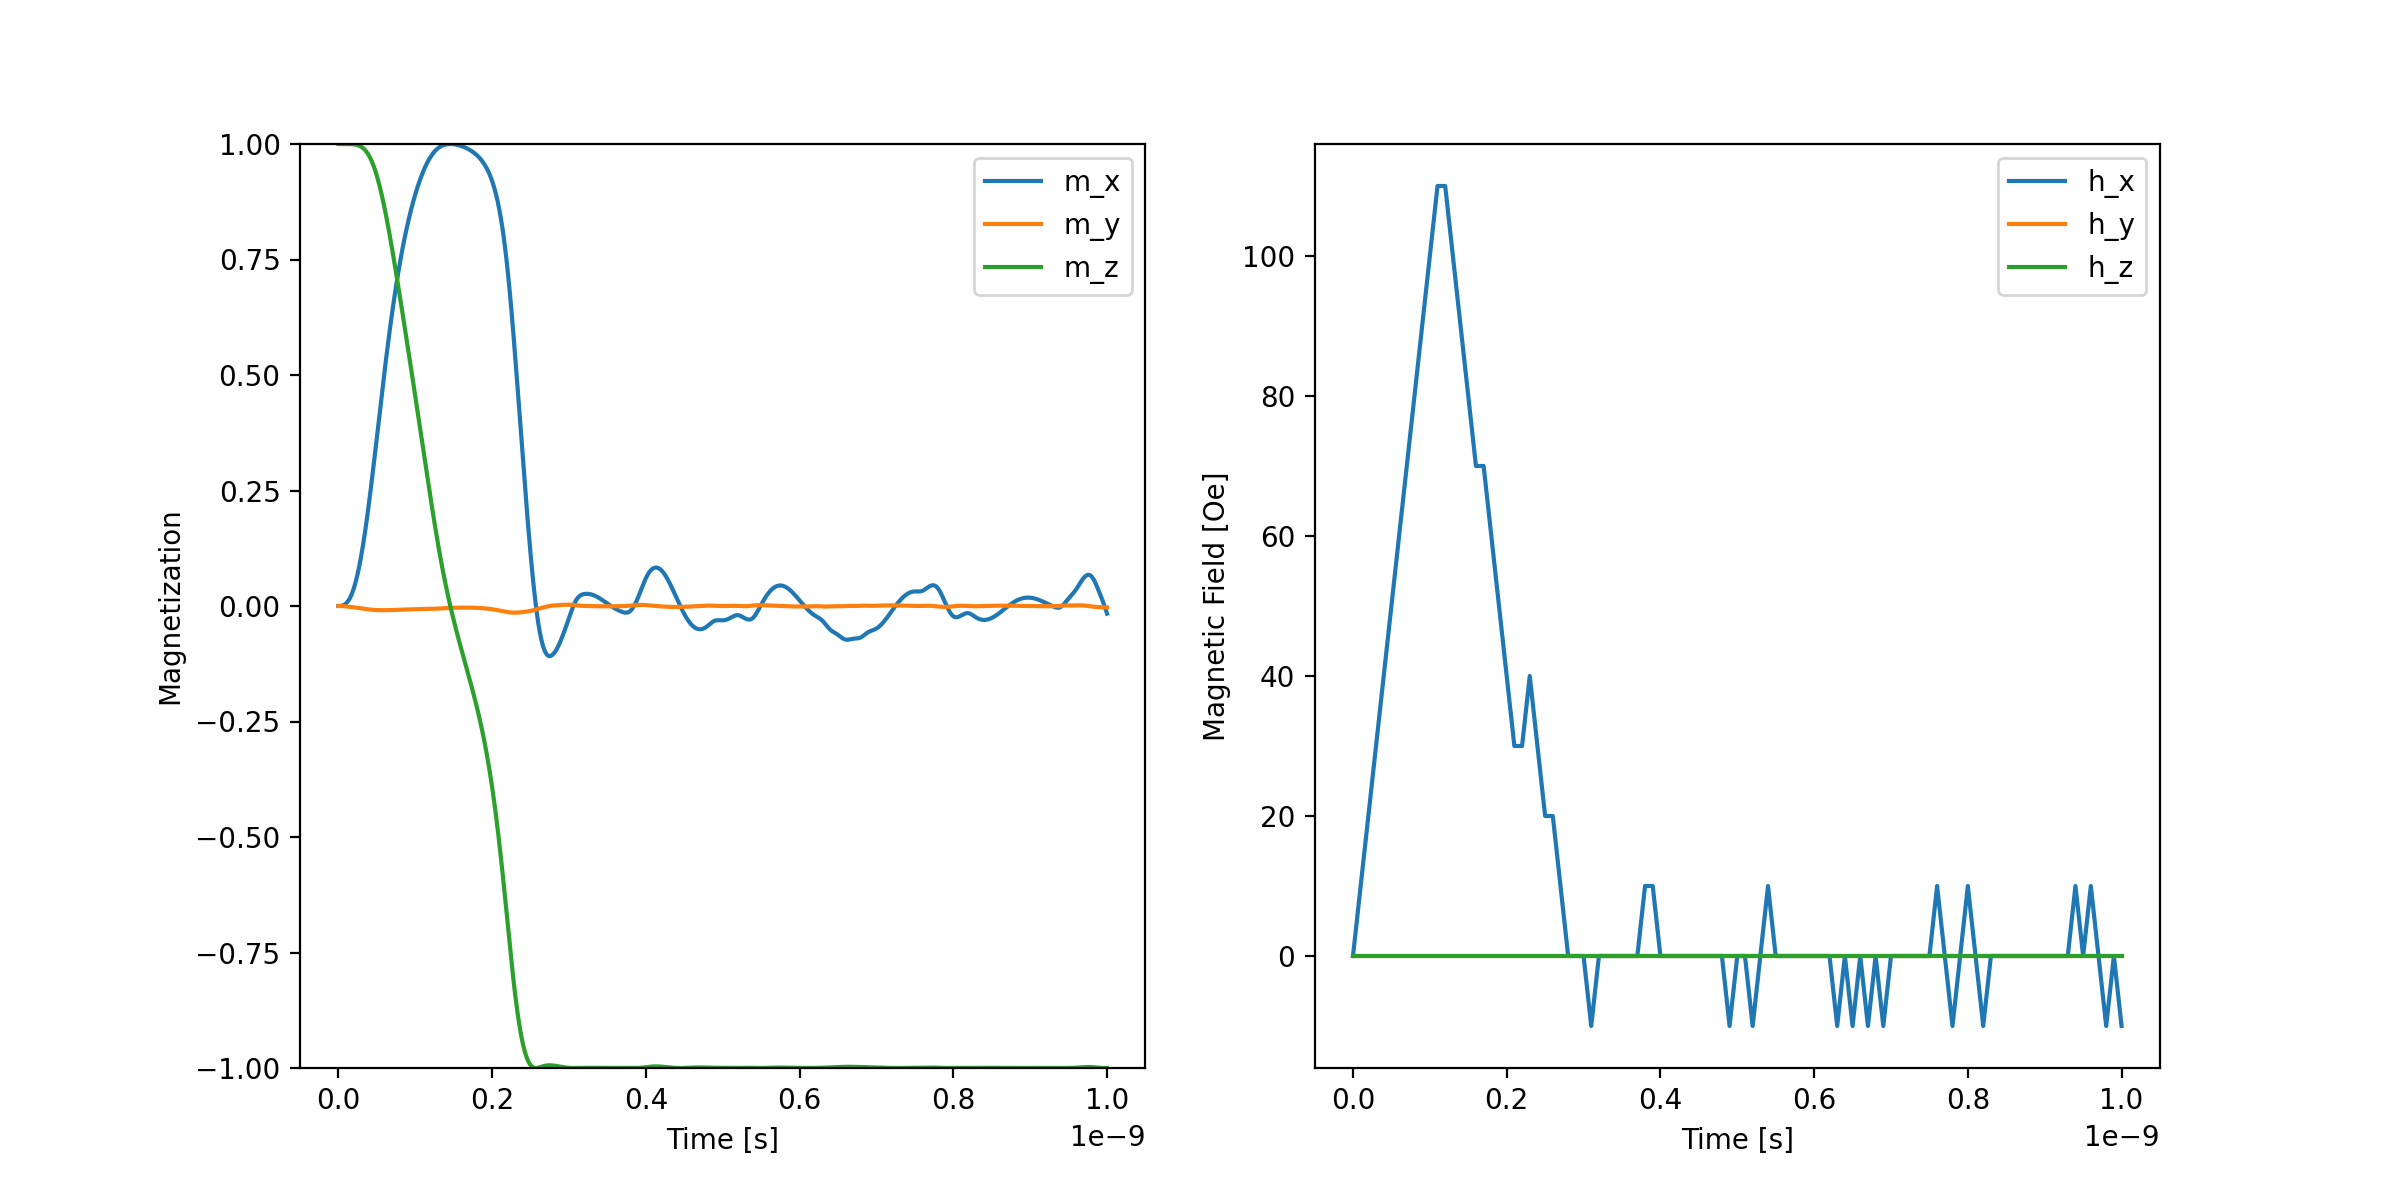 1.00
0.75
0.50
0.25
0.00
−0.25
−0.50
−0.75
−1.00
Magnetization
0.0 0.2 0.4 0.6 0.8 1.0
Time [s]
1e−9
m_x
m_y
m_z
100
80
60
40
20
0
Magnetic Field [Oe]
0.0 0.2 0.4 0.6 0.8 1.0
Time [s]
1e−9
h_x
h_y
h_z